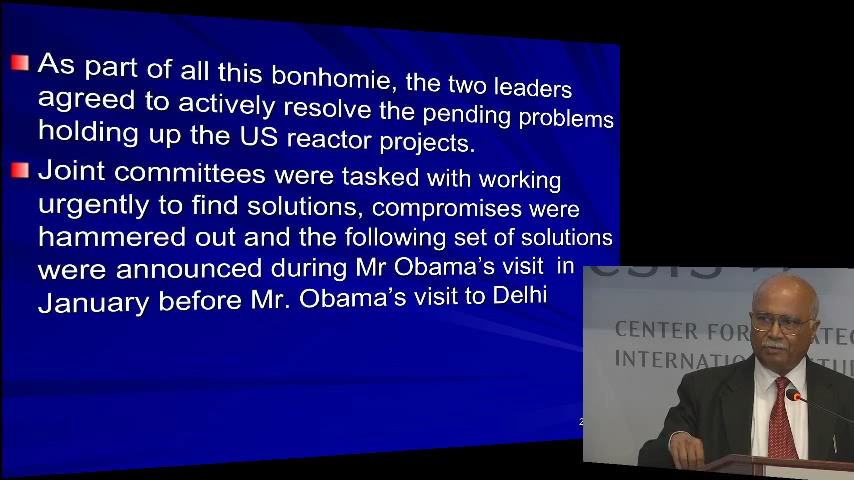 As part of all this bonhomie, the two leaders
agreed to actively resolve the pending problems
holding up the US reactor projects.
Joint committees were tasked with working
urgently to find solutions, compromises were
hammered out and the following set of solutions
were announced during Mr Obama's visit in
January before Mr. Obama's visit to Delhi
CSIS
CENTER FOR
INTERNATIO